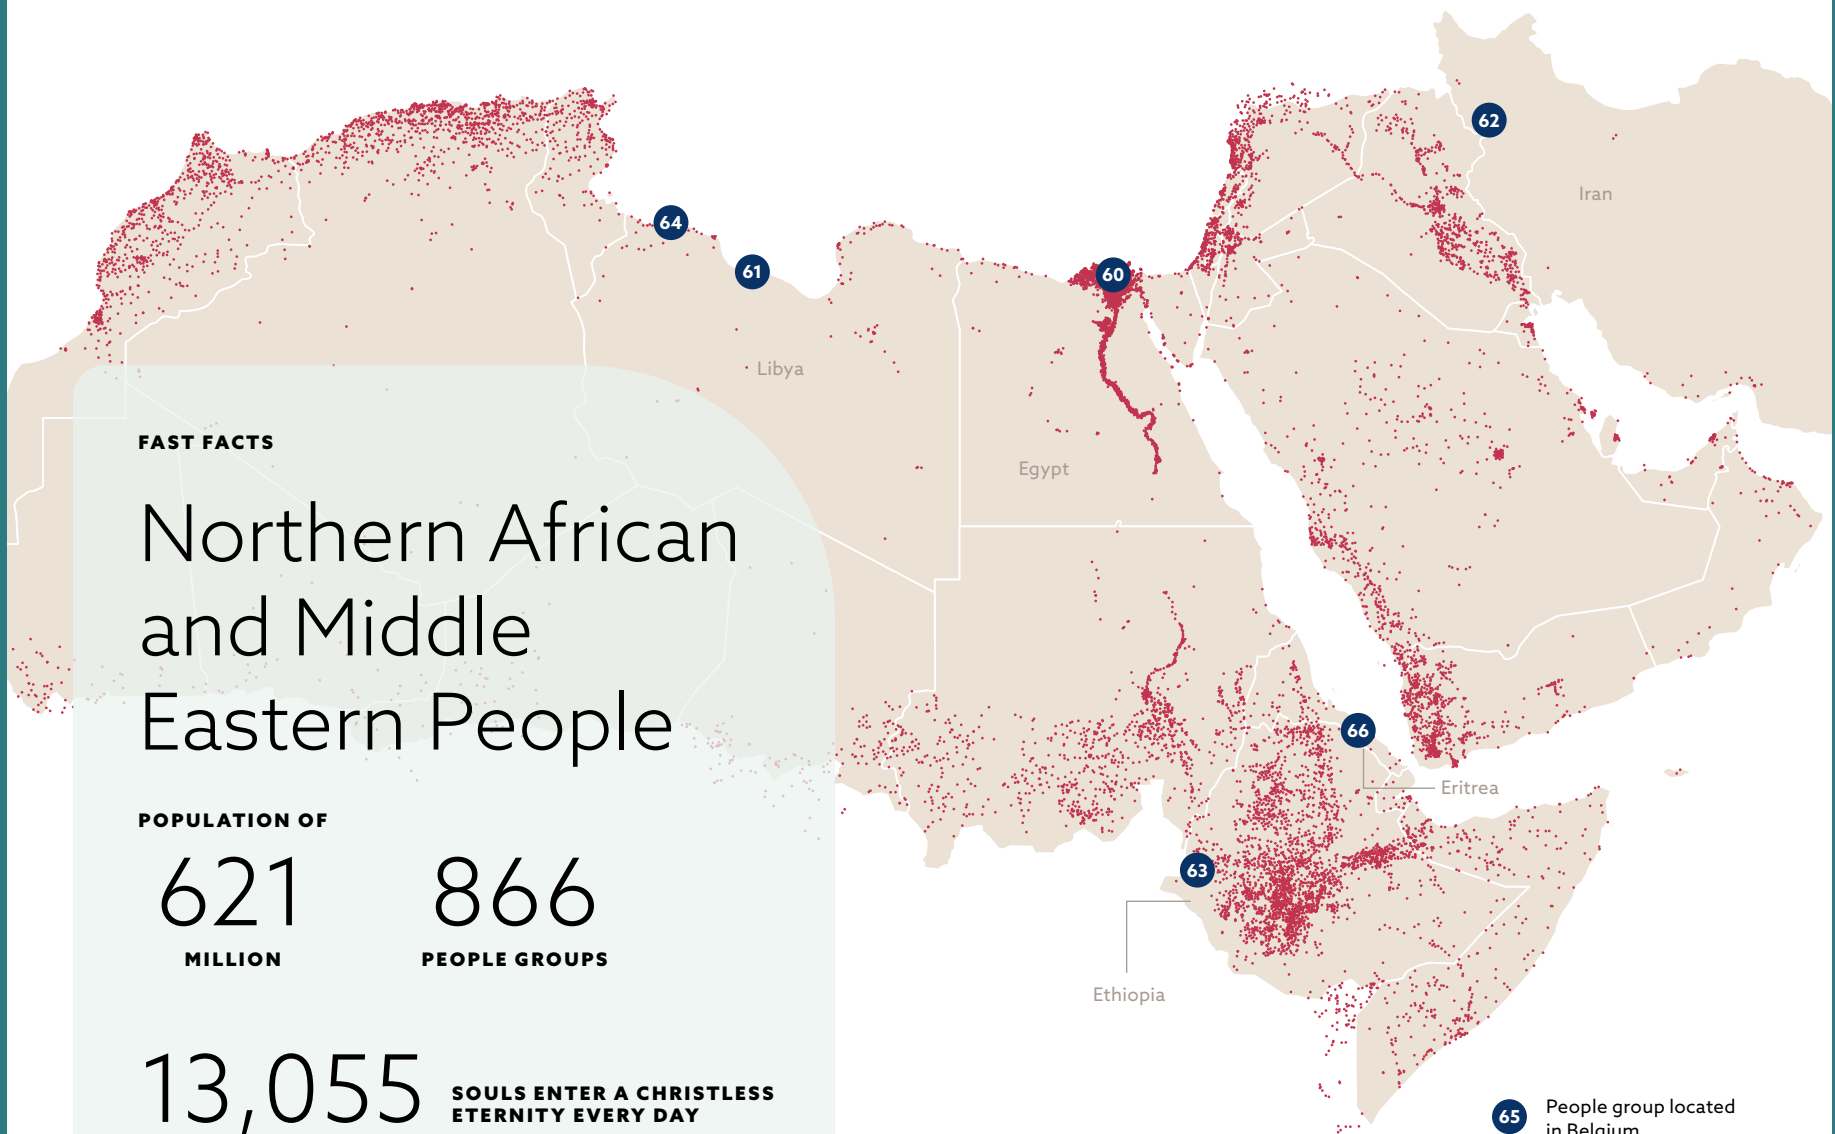 62
Iran
64
61
60
Libya
FAST FACTS
Egypt
Northern African
and Middle
Eastern People
66
Eritrea
POPULATION OF
621
866
MILLION
PEOPLE GROUPS
63
Ethiopia
13,055
SOULS ENTER A CHRISTLESS
ETERNITY EVERY DAY
65
People group located
in Belgium